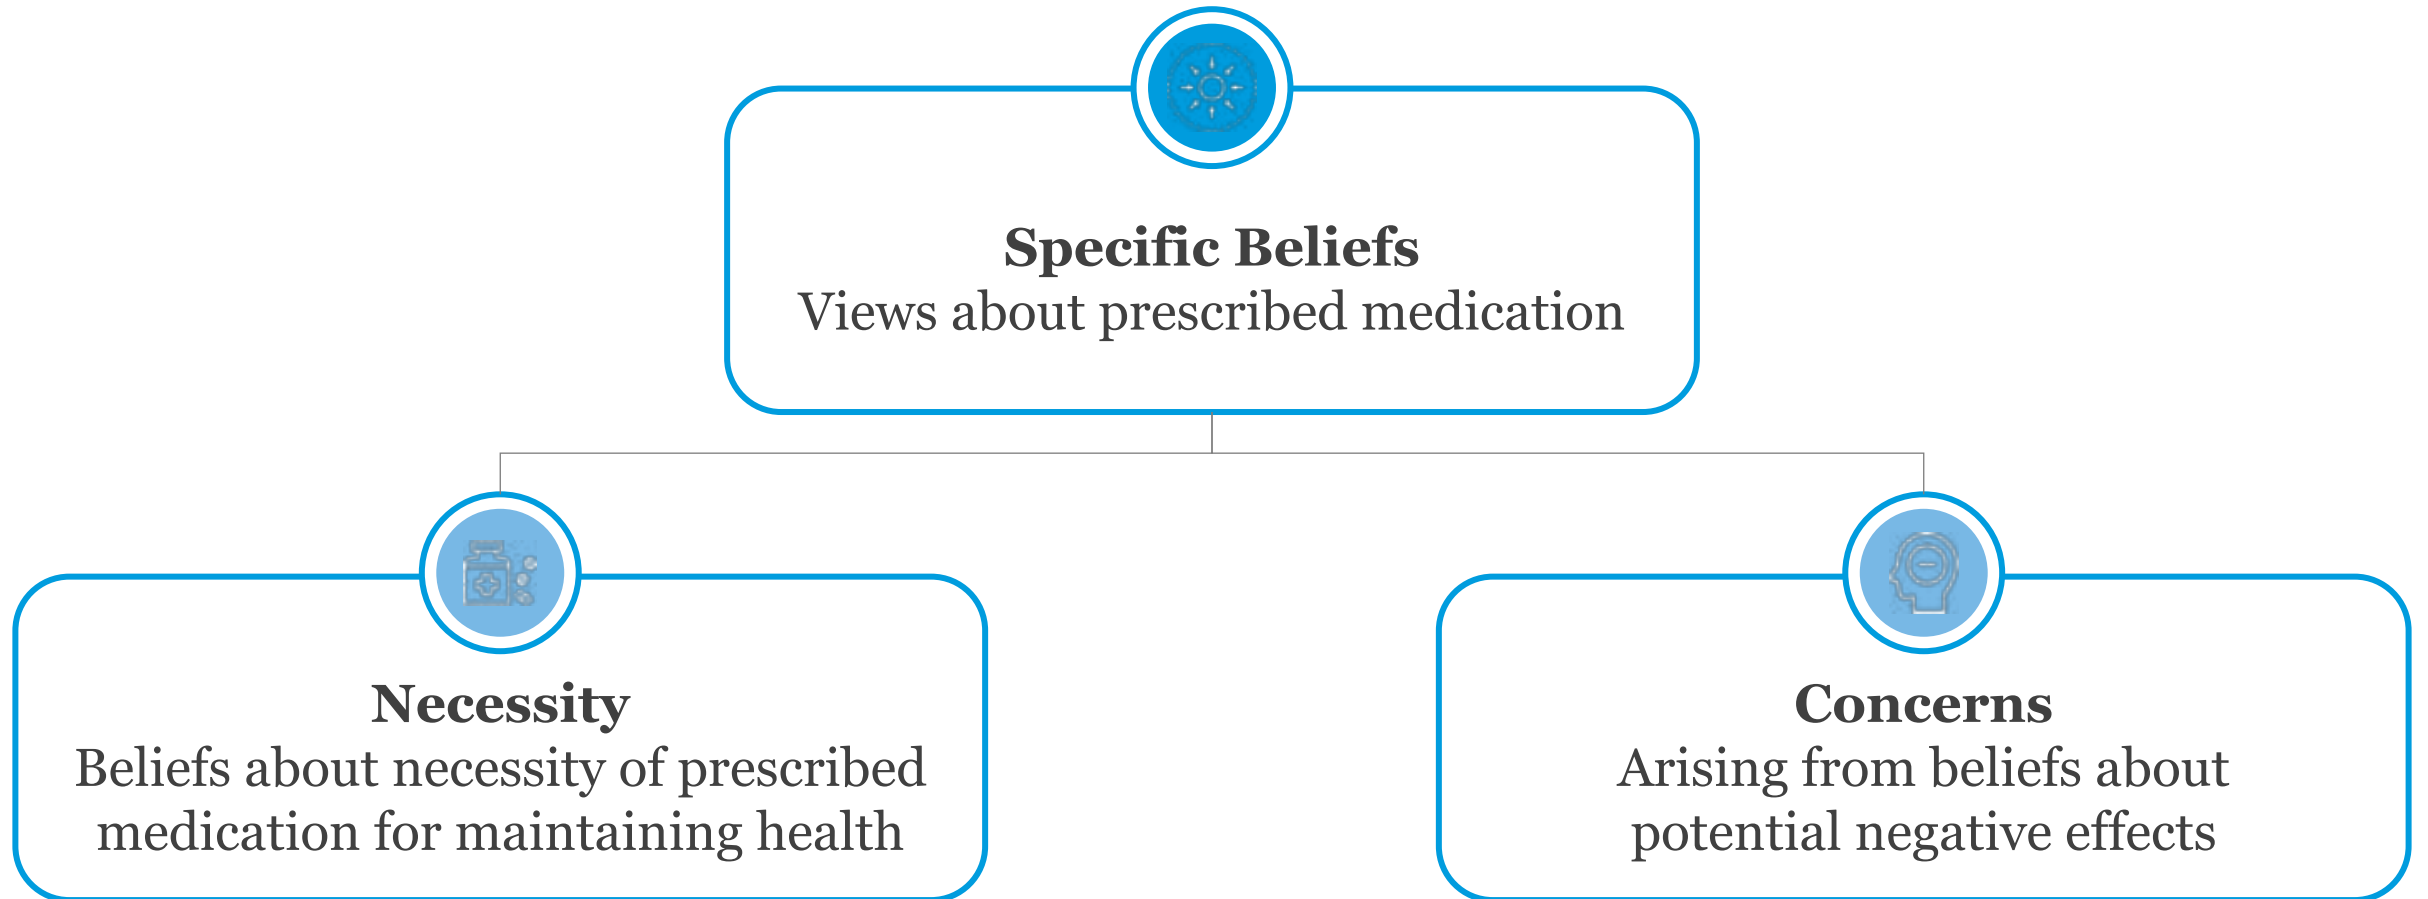 Specific Beliefs
Views about prescribed medication
Necessity
Beliefs about necessity of prescribed
medication for maintaining health
Concerns
Arising from beliefs about
potential negative effects